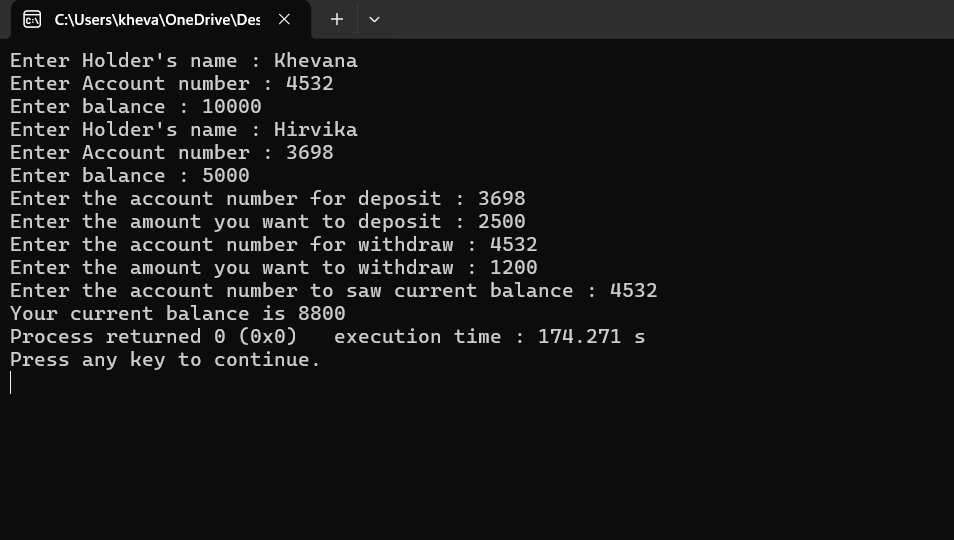 C:\Users\kheva\OneDrive\Des
Enter Holder's name : Khevana
Enter Account number : 4532
Enter balance : 10000
Enter Holder's name : Hirvika
Enter Account number : 3698
Enter balance : 5000
Enter the account number for deposit : 3698
Enter the amount you want to deposit : 2500
Enter the account number for withdraw : 4532
Enter the amount you want to withdraw : 1200
Enter the account number to saw current balance : 4532
Your current balance is 8800
Process returned 0 (0x0)   execution time : 174.271 s
Press any key to continue.